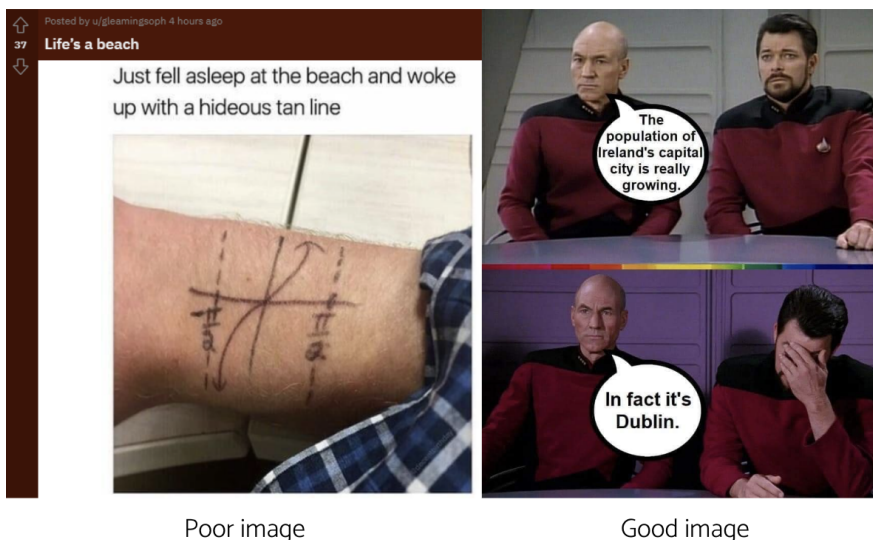 Posted by u/gleamingsoph 4 hours ago
37
Life's a beach
Just fell asleep at the beach and woke
up with a hideous tan line
-π/2
π/2
The
population of
Ireland's capital
city is really
growing.
In fact it's
Dublin.
Poor image
Good image